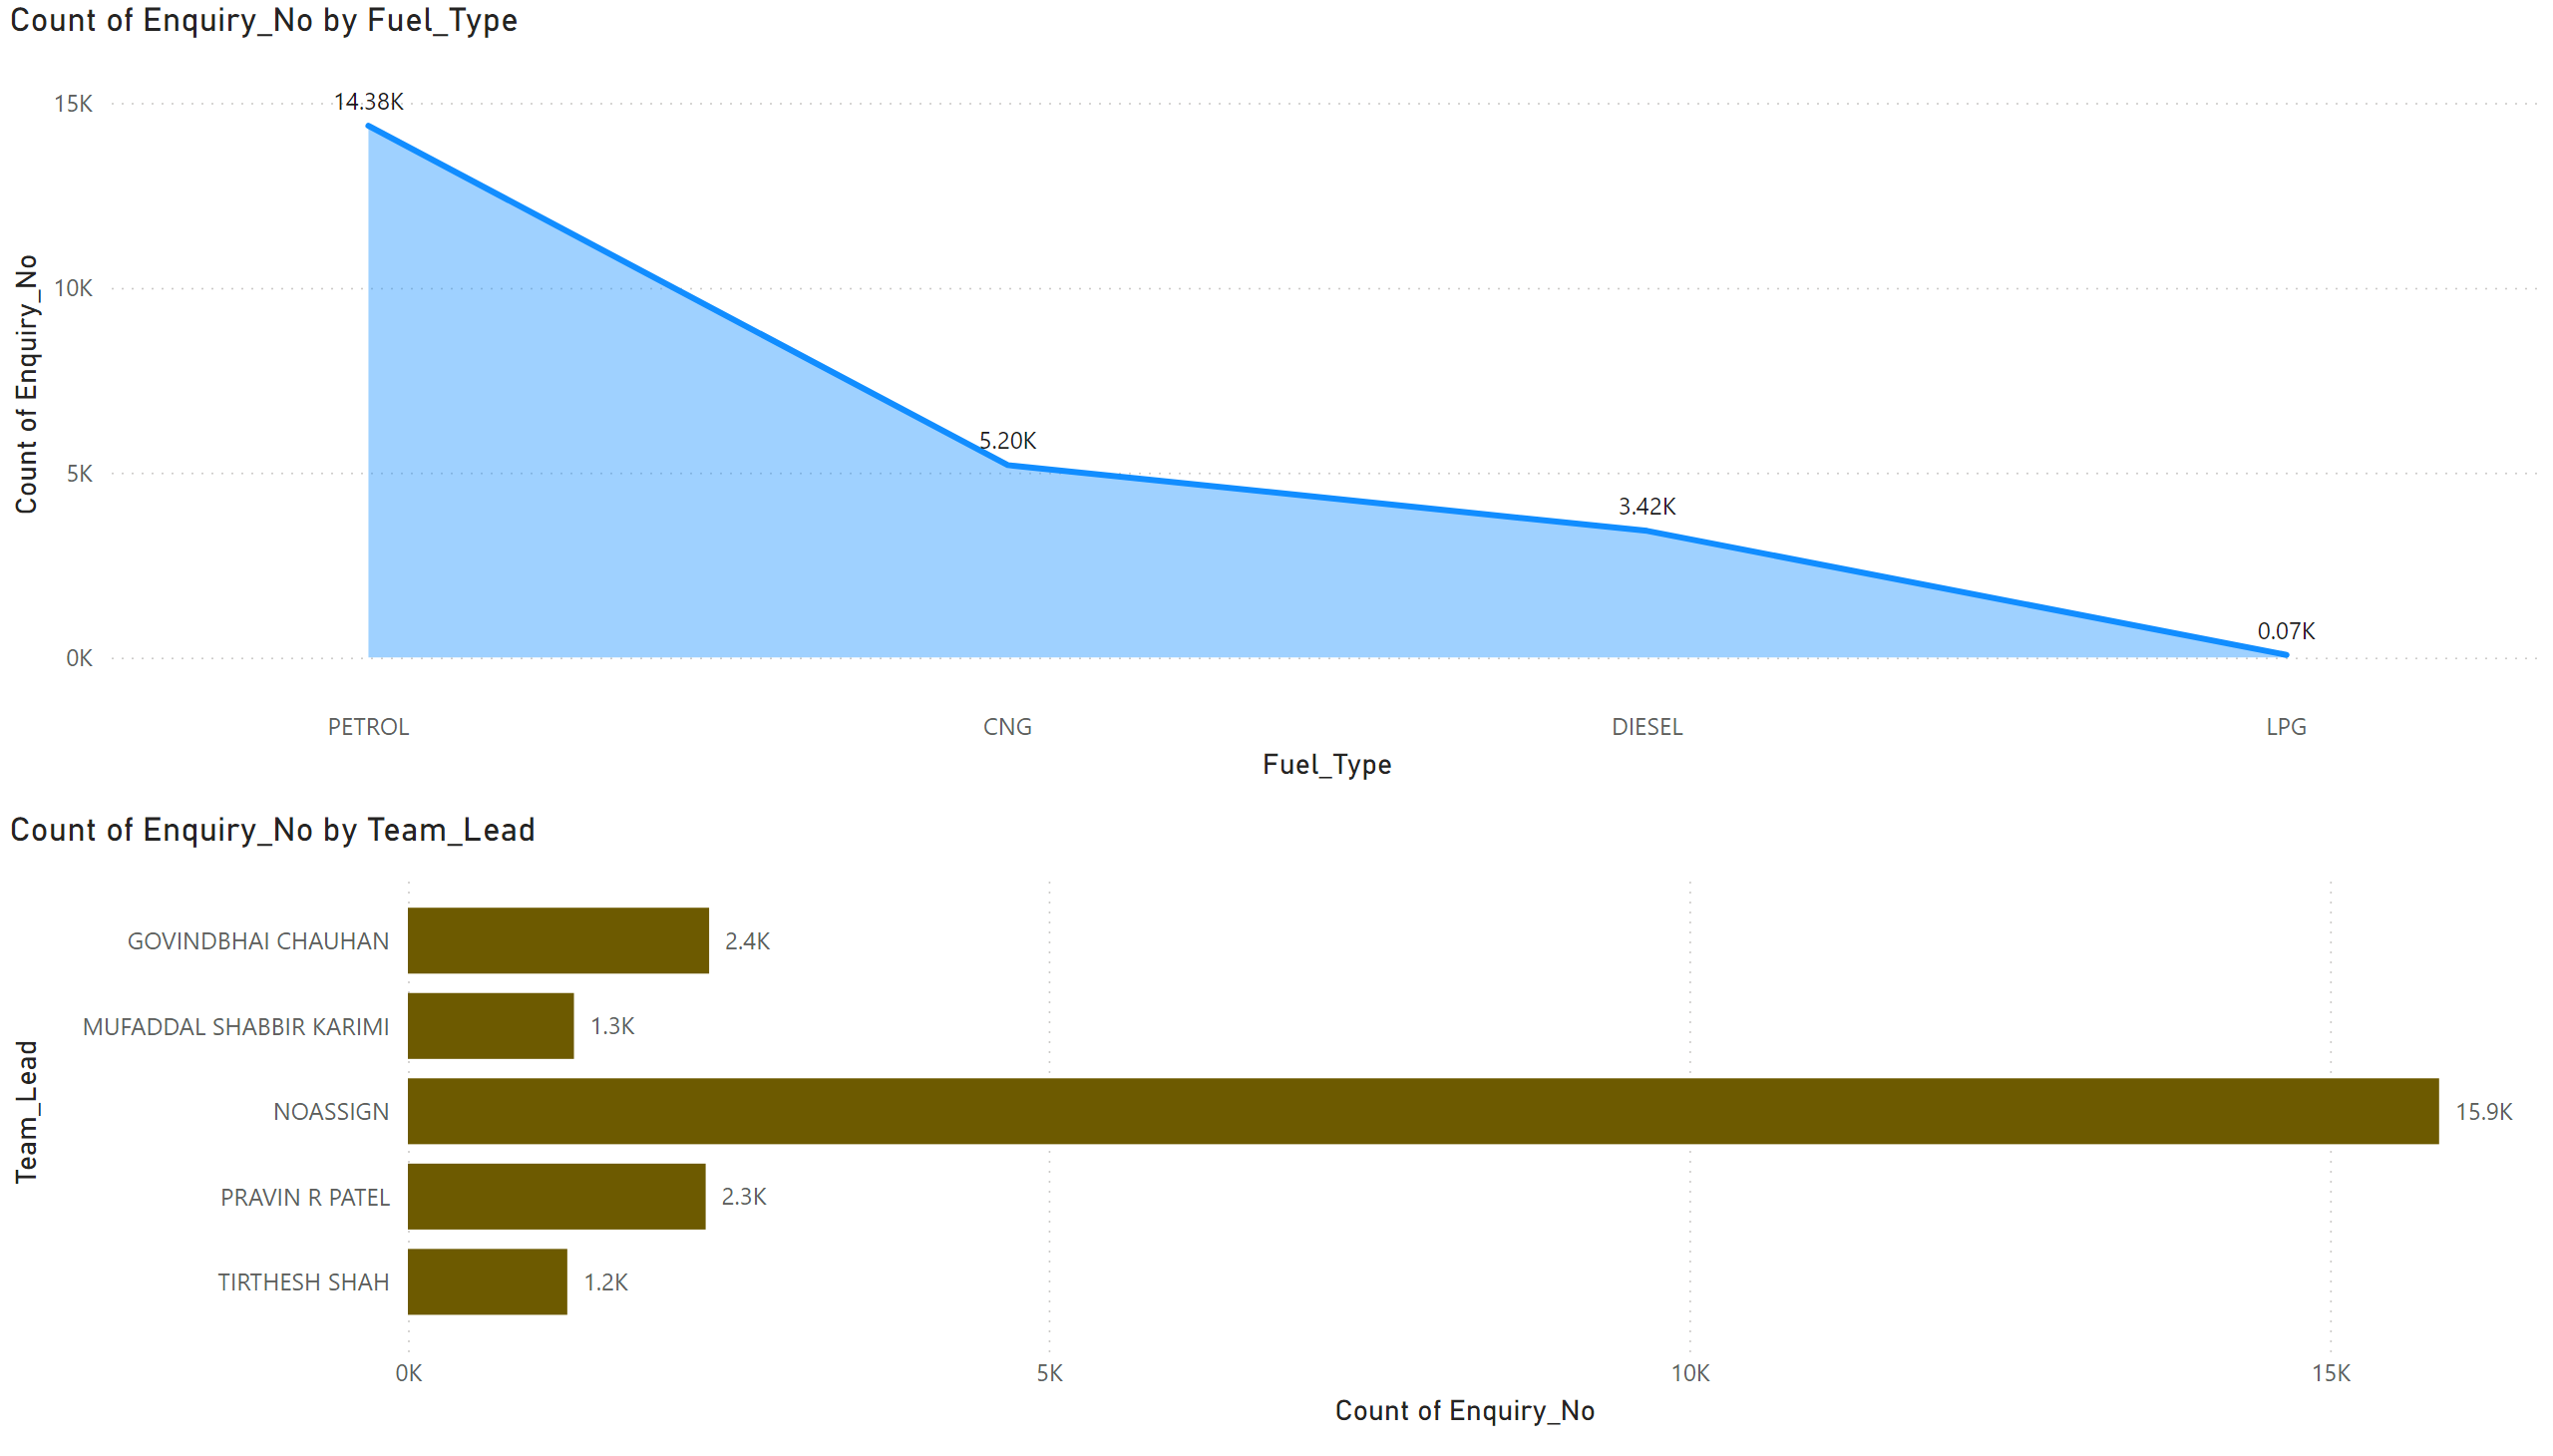 Count of Enquiry_No by Fuel_Type
15K
10K
5K
0K
Count of Enquiry_No
14.38K
5.20K
3.42K
0.07K
PETROL CNG DIESEL LPG
Fuel_Type
Count of Enquiry_No by Team_Lead
Team_Lead
GOVINDBHAI CHAUHAN 2.4K
MUFADDAL SHABBIR KARIMI 1.3K
NOASSIGN 15.9K
PRAVIN R PATEL 2.3K
TIRTHESH SHAH 1.2K
0K 5K 10K 15K
Count of Enquiry_No